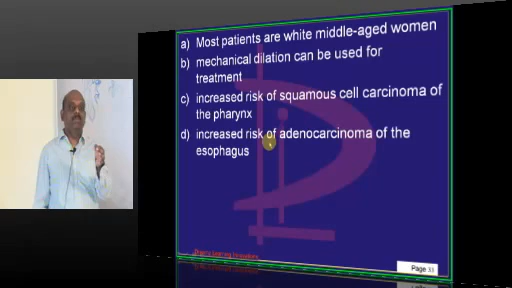 a) Most patients are white middle-aged women
b) mechanical dilation can be used for
treatment
c) increased risk of squamous cell carcinoma of
the pharynx
d) increased risk of adenocarcinoma of the
esophagus
Page 33